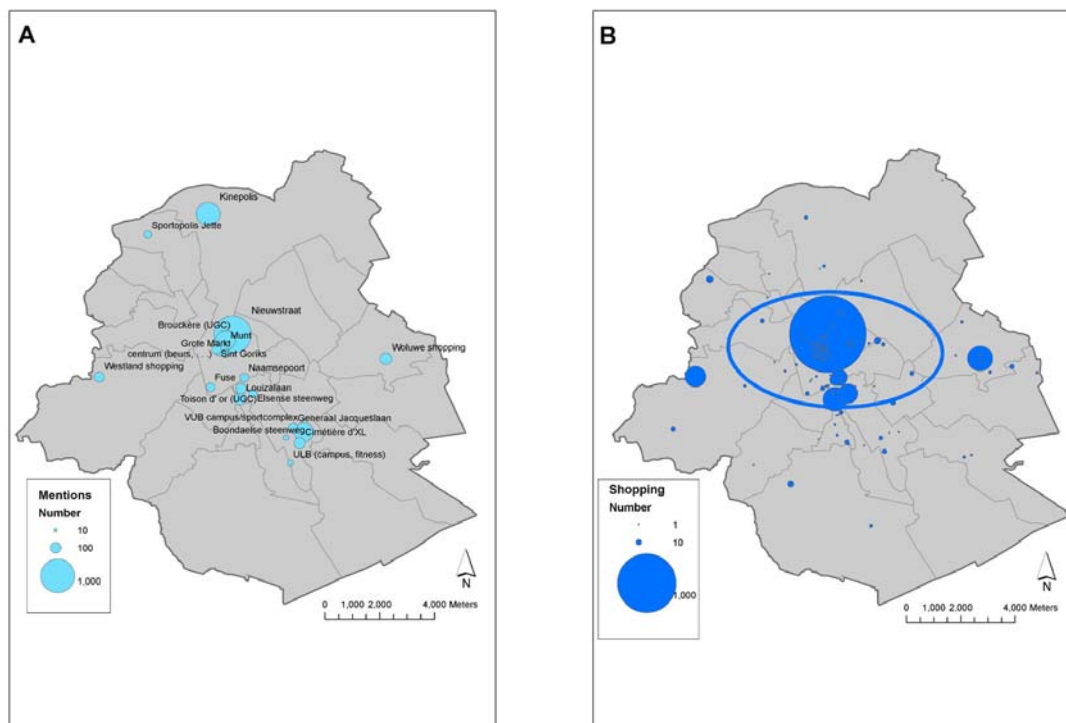 A
Kinepolis
Sportopolis Jette
Nieuwstraat
Brouckère (UGC)
Munt
Grote Markt
centrum (beurs, ...) Sint Goriks
Woluwe shopping
Westland shopping
Naamsepoort
Fuse
Louizalaan
Toison d' or (UGC) Elsense steenweg
VUB campus/sportcomplex Generaal Jacqueslaan
Boondaelse steenweg Cimétière d'XL
ULB (campus, fitness)
Mentions
Number
10
100
1,000
N
0 1,000 2,000 4,000 Meters
B
Shopping
Number
1
10
1,000
N
0 1,000 2,000 4,000 Meters